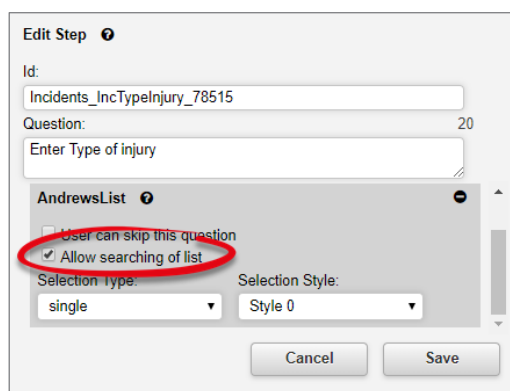 Edit Step
Id:
Incidents_IncTypeInjury_78515
Question: 20
Enter Type of injury
AndrewsList
User can skip this question
Allow searching of list
Selection Type: Selection Style:
single Style 0
Cancel Save